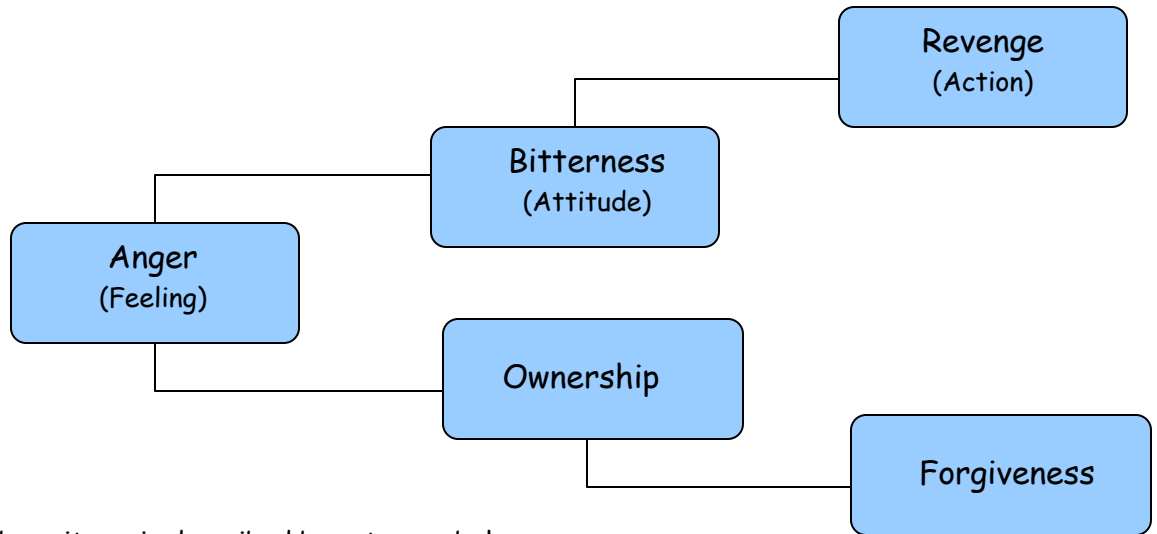 Revenge
(Action)
Bitterness
(Attitude)
Anger
(Feeling)
Ownership
Forgiveness